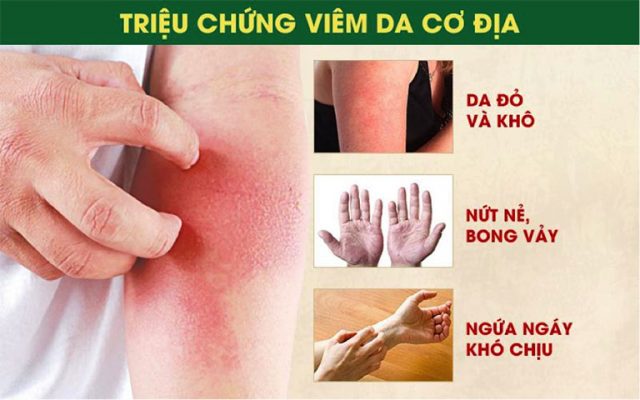 TRIỆU CHỨNG VIÊM DA CƠ ĐỊA
DA ĐỎ
VÀ KHÔ
NỨT NẺ,
BONG VẢY
NGỨA NGÁY
KHÓ CHỊU